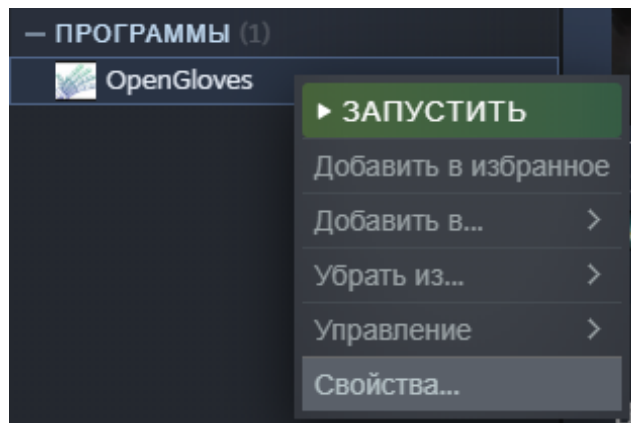 — ПРОГРАММЫ (1)
OpenGloves
ЗАПУСТИТЬ
Добавить в избранное
Добавить в...
Убрать из...
Управление
Свойства...